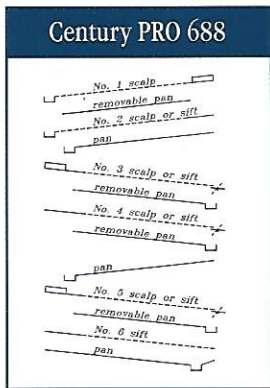 Century PRO 688
No. 1 scalp
removable pan
No. 2 scalp or sift
pan
No. 3 scalp or sift
removable pan
No. 4 scalp or sift
removable pan
pan
No. 5 scalp or sift
removable pan
No. 6 sift
pan